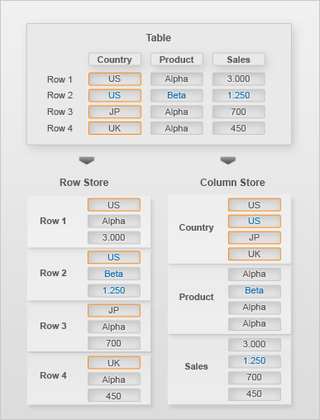 Table
Country Product Sales
Row 1 US Alpha 3.000
Row 2 US Beta 1.250
Row 3 JP Alpha 700
Row 4 UK Alpha 450
Row Store
Row 1
US
Alpha
3.000
Row 2
US
Beta
1.250
Row 3
JP
Alpha
700
Row 4
UK
Alpha
450
Column Store
Country
US
US
JP
UK
Product
Alpha
Beta
Alpha
Alpha
Sales
3.000
1.250
700
450